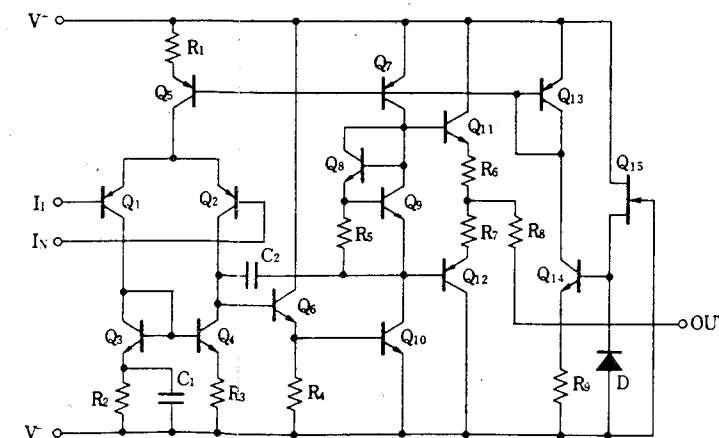 V⁻
R₁
Q₅
Q₇
Q₁₃
Q₁₁
Q₈
Q₁₅
R₆
I₁
Q₁
Q₂
Q₉
I_N
R₅
R₇
R₈
C₂
Q₁₂
Q₁₄
Q₆
OUT
Q₃
Q₄
Q₁₀
C₁
R₂
R₃
R₄
R₉
D
V⁻